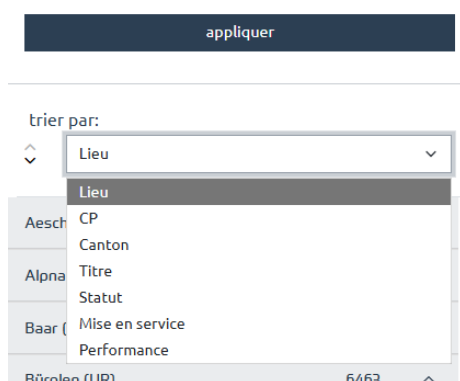 appliquer
trier par:
Lieu
Lieu
Aesch
CP
Canton
Alpna
Titre
Statut
Baar (
Mise en service
Performance
Bürglen (UR) 6463